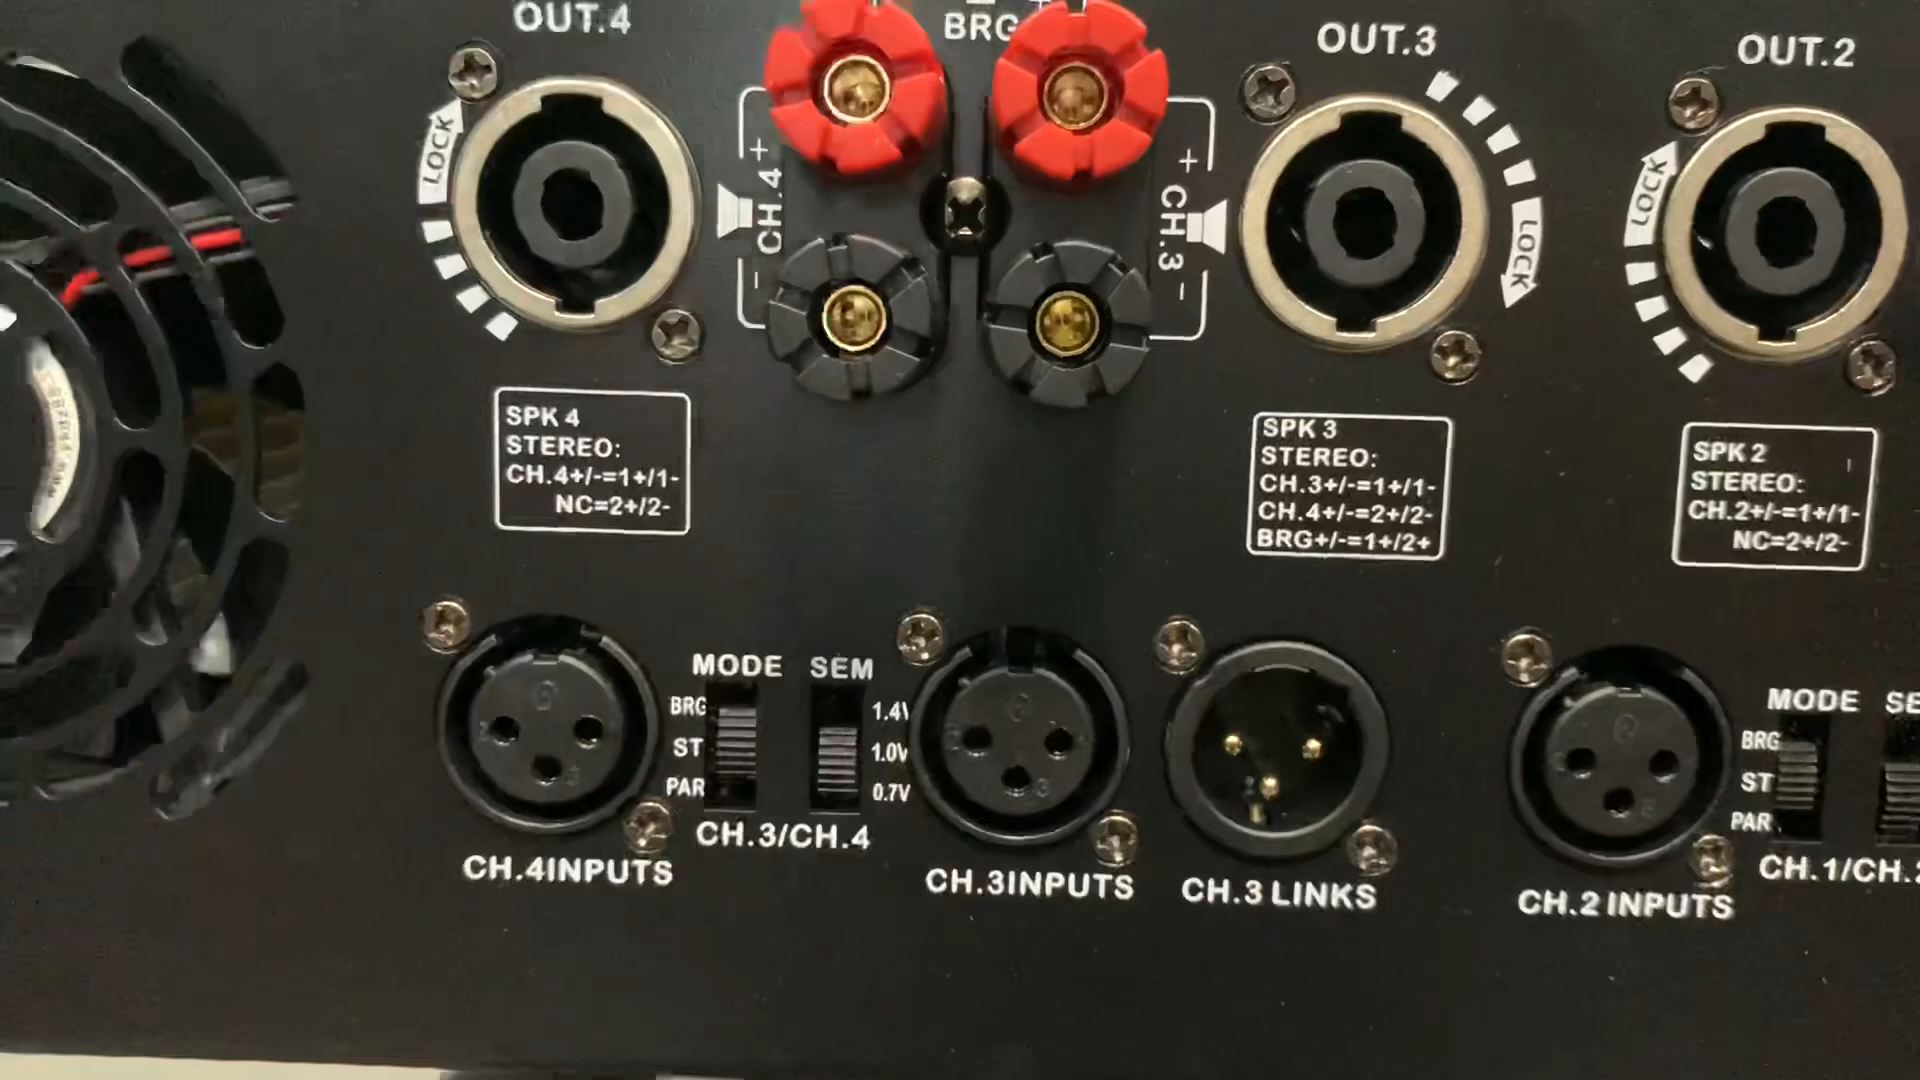 OUT.4
BRG
OUT.3
OUT.2
LOCK
CH.4
+
-
CH.3
+
-
LOCK
LOCK
SPK 4
STEREO:
CH.4+/-=1+/1-
NC=2+/2-
SPK 3
STEREO:
CH.3+/-=1+/1-
CH.4+/-=2+/2-
BRG+/-=1+/2+
SPK 2
STEREO:
CH.2+/-=1+/1-
NC=2+/2-
MODE
SEM
BRG
ST
PAR
1.4V
1.0V
0.7V
CH.3/CH.4
MODE
BRG
ST
PAR
CH.1/CH.2
CH.4INPUTS
CH.3INPUTS
CH.3 LINKS
CH.2 INPUTS